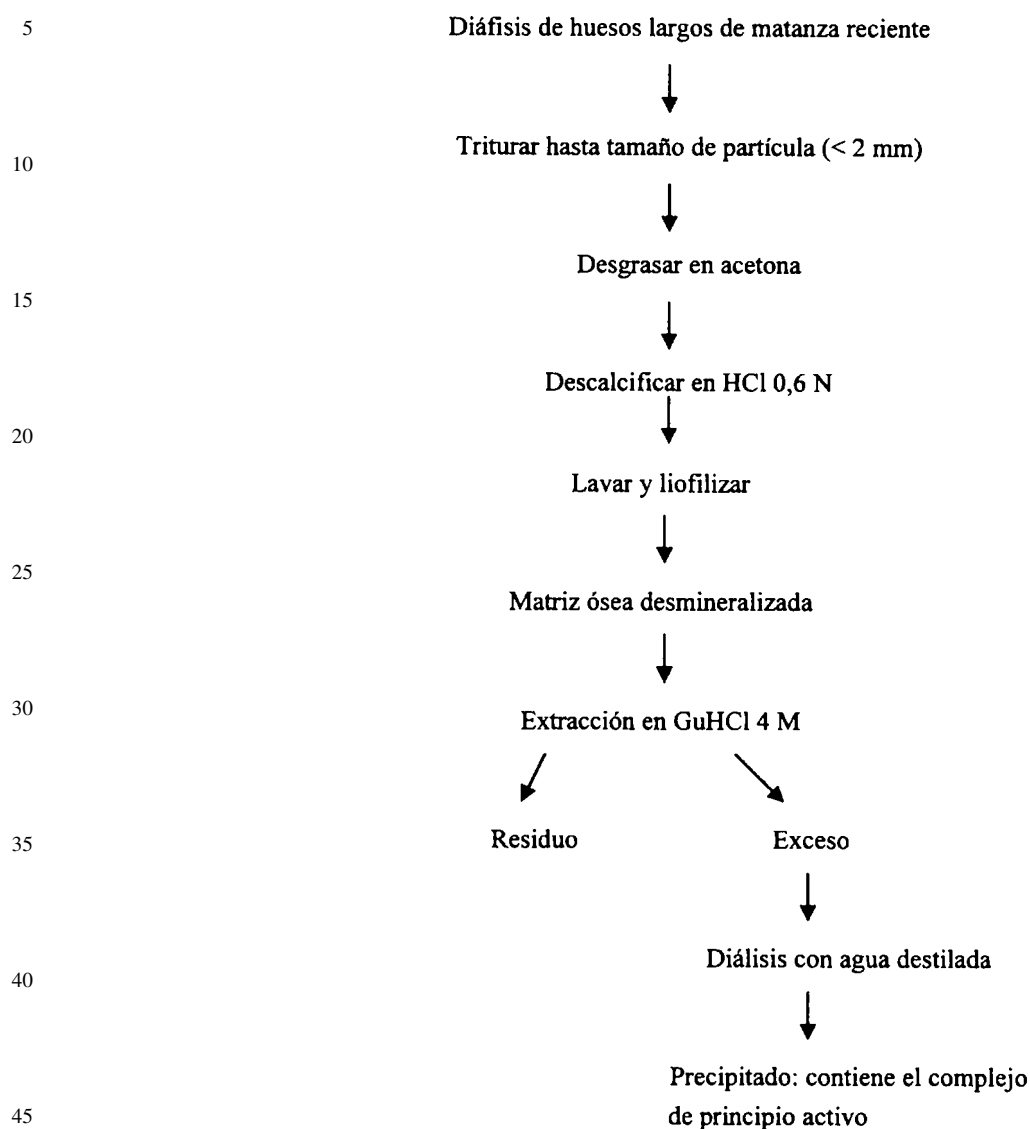 5 Diáfisis de huesos largos de matanza reciente
10 Triturar hasta tamaño de partícula (< 2 mm)
Desgrasar en acetona
15
Descalcificar en HCl 0,6 N
20
Lavar y liofilizar
25
Matriz ósea desmineralizada
30 Extracción en GuHCl 4 M
35 Residuo Exceso
Diálisis con agua destilada
40
Precipitado: contiene el complejo
45 de principio activo